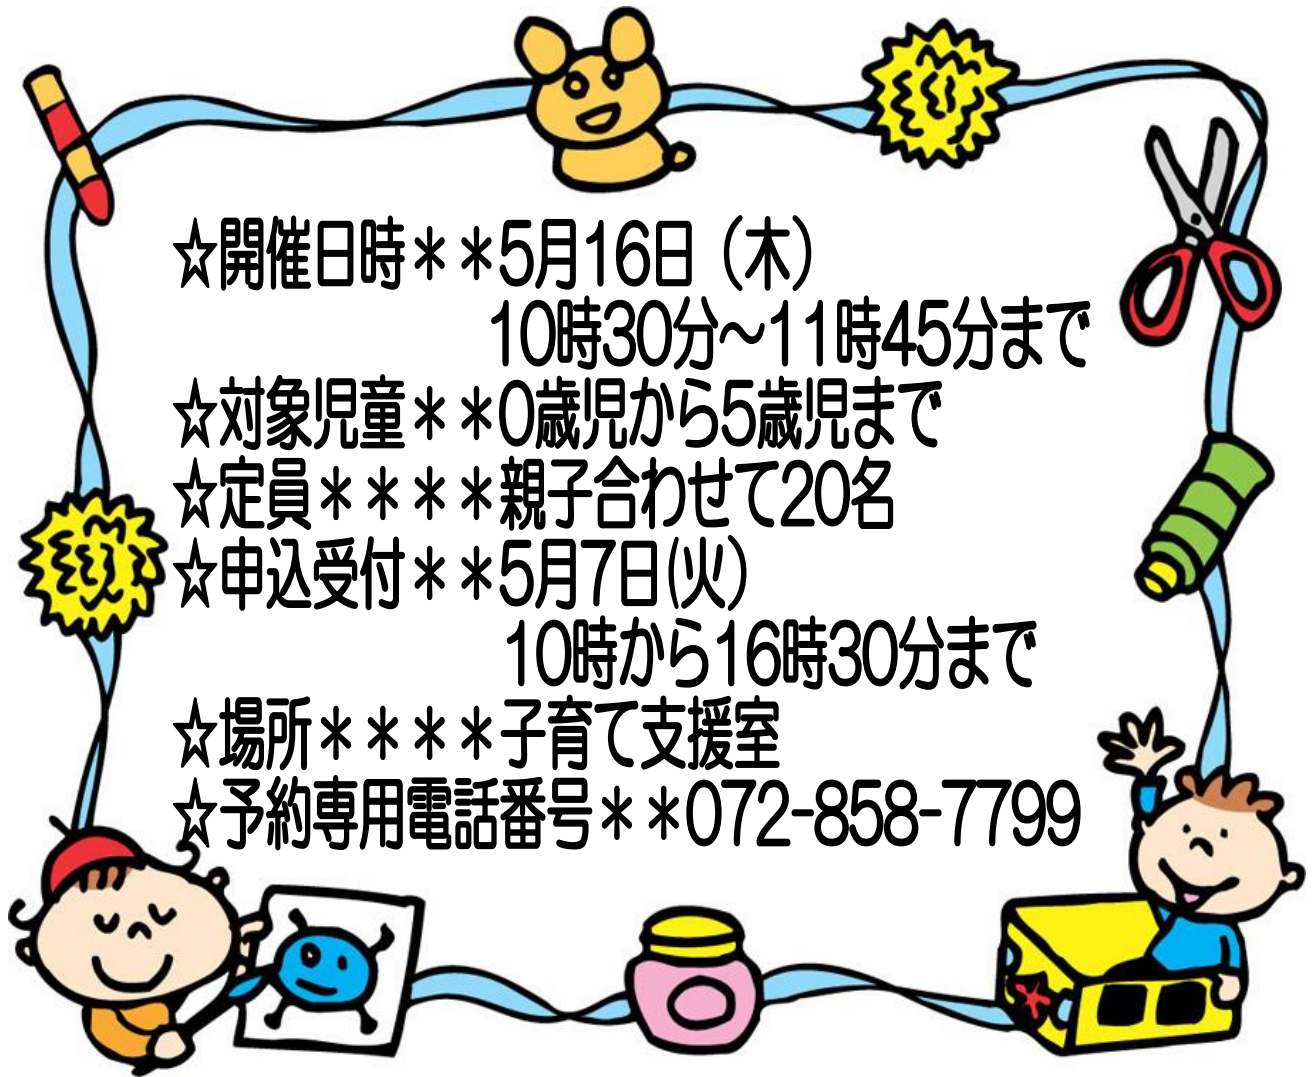 ☆開催日時＊＊5月16日（木）
10時30分～11時45分まで
☆対象児童＊＊0歳児から5歳児まで
☆定員＊＊＊＊親子合わせて20名
☆申込受付＊＊5月7日(火)
10時から16時30分まで
☆場所＊＊＊＊子育て支援室
☆予約専用電話番号＊＊072-858-7799